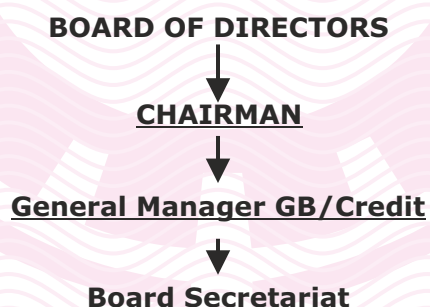 BOARD OF DIRECTORS
CHAIRMAN
General Manager GB/Credit
Board Secretariat